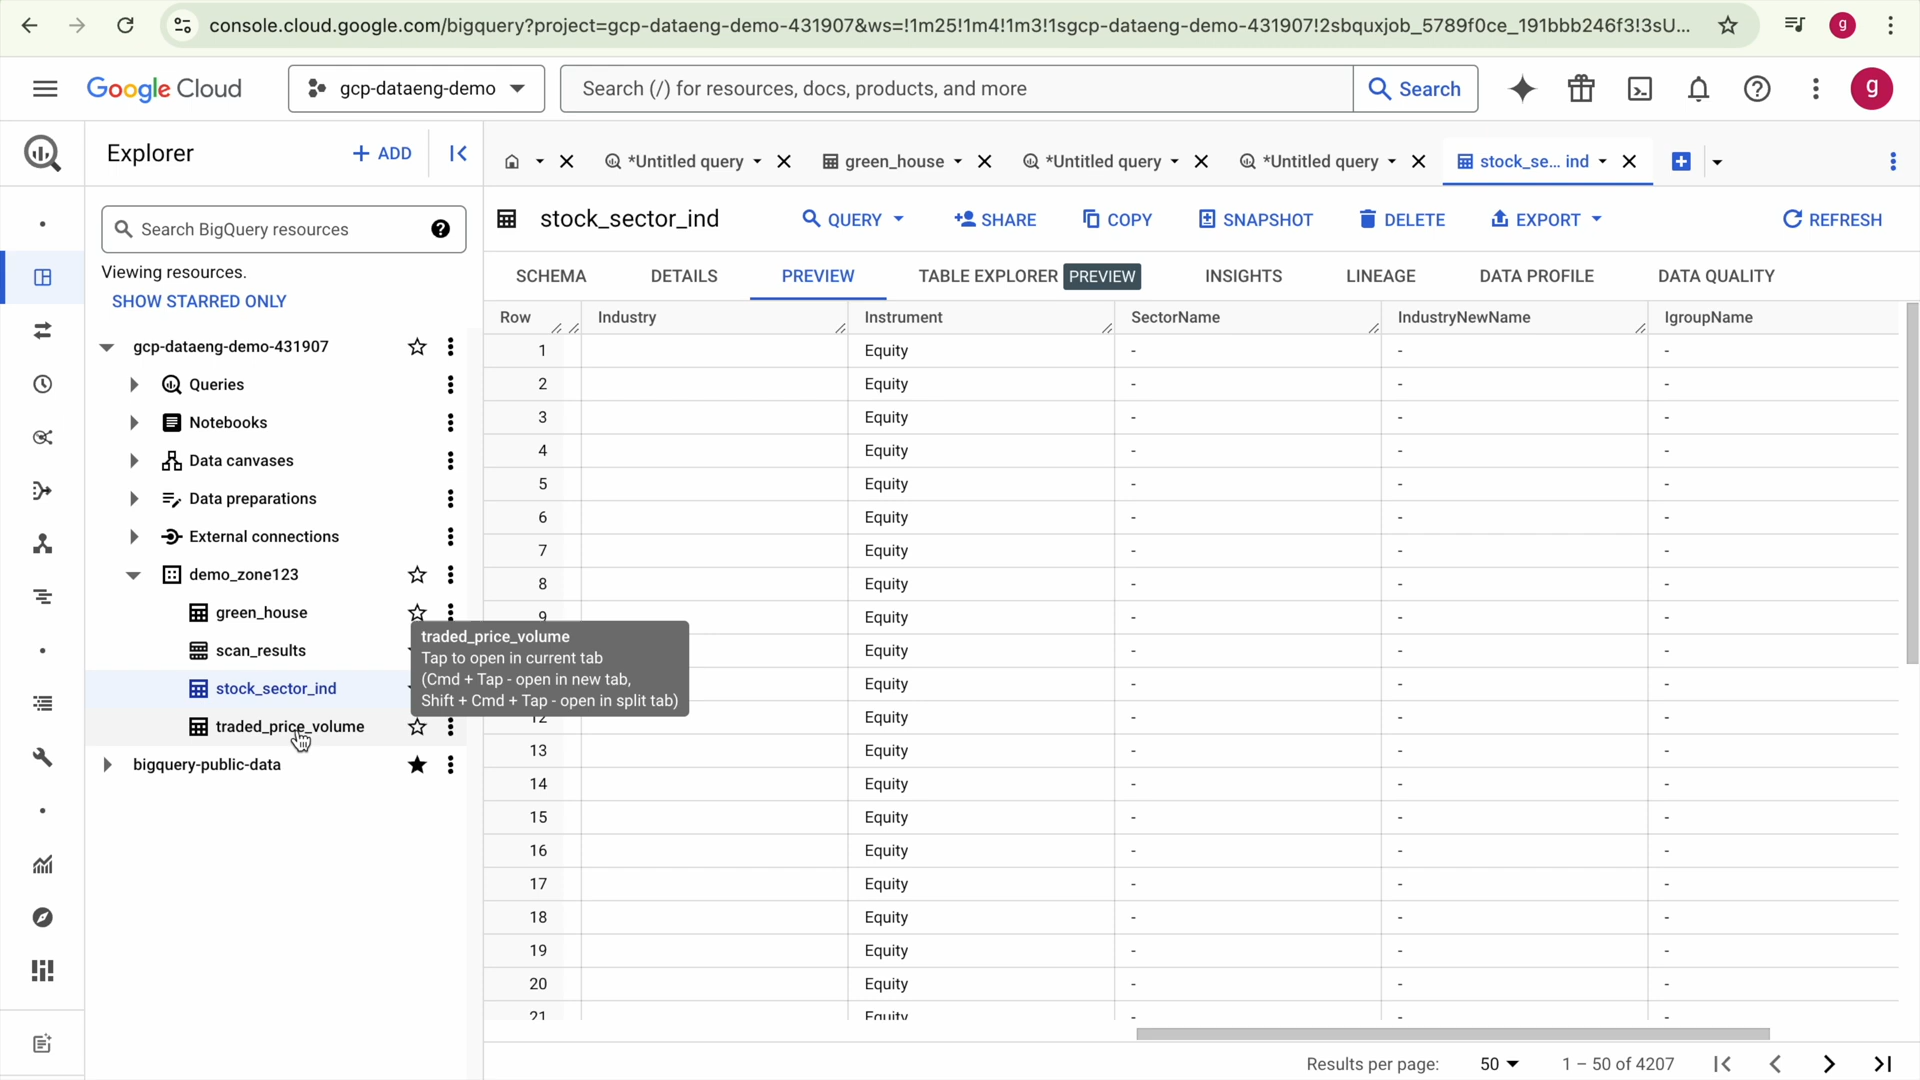 console.cloud.google.com/bigquery?project=gcp-dataeng-demo-431907&ws=!1m25!1m4!1m3!1sgcp-dataeng-demo-431907!2sbquxjob_5789f0ce_191bbb246f3!3sU...
g
Google Cloud
gcp-dataeng-demo
Search (/) for resources, docs, products, and more
Search
g
Explorer
+ ADD
*Untitled query
green_house
*Untitled query
*Untitled query
stock_se... ind
Search BigQuery resources
Viewing resources.
SHOW STARRED ONLY
stock_sector_ind
QUERY
SHARE
COPY
SNAPSHOT
DELETE
EXPORT
REFRESH
SCHEMA
DETAILS
PREVIEW
TABLE EXPLORER PREVIEW
INSIGHTS
LINEAGE
DATA PROFILE
DATA QUALITY
gcp-dataeng-demo-431907
Queries
Notebooks
Data canvases
Data preparations
External connections
demo_zone123
green_house
scan_results
stock_sector_ind
traded_price_volume
bigquery-public-data
traded_price_volume
Tap to open in current tab
(Cmd + Tap - open in new tab,
Shift + Cmd + Tap - open in split tab)
Row Industry Instrument SectorName IndustryNewName IgroupName
1 Equity - - -
2 Equity - - -
3 Equity - - -
4 Equity - - -
5 Equity - - -
6 Equity - - -
7 Equity - - -
8 Equity - - -
9 Equity - - -
Equity - - -
Equity - - -
12 Equity - - -
13 Equity - - -
14 Equity - - -
15 Equity - - -
16 Equity - - -
17 Equity - - -
18 Equity - - -
19 Equity - - -
20 Equity - - -
21 Equity - - -
Results per page: 50 1 – 50 of 4207